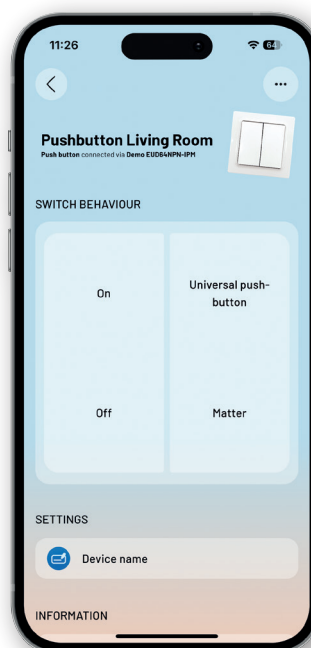 11:26
64
Pushbutton Living Room
Push button connected via Demo EUD64NPN-IPM
SWITCH BEHAVIOUR
On
Universal push-
button
Off
Matter
SETTINGS
Device name
INFORMATION